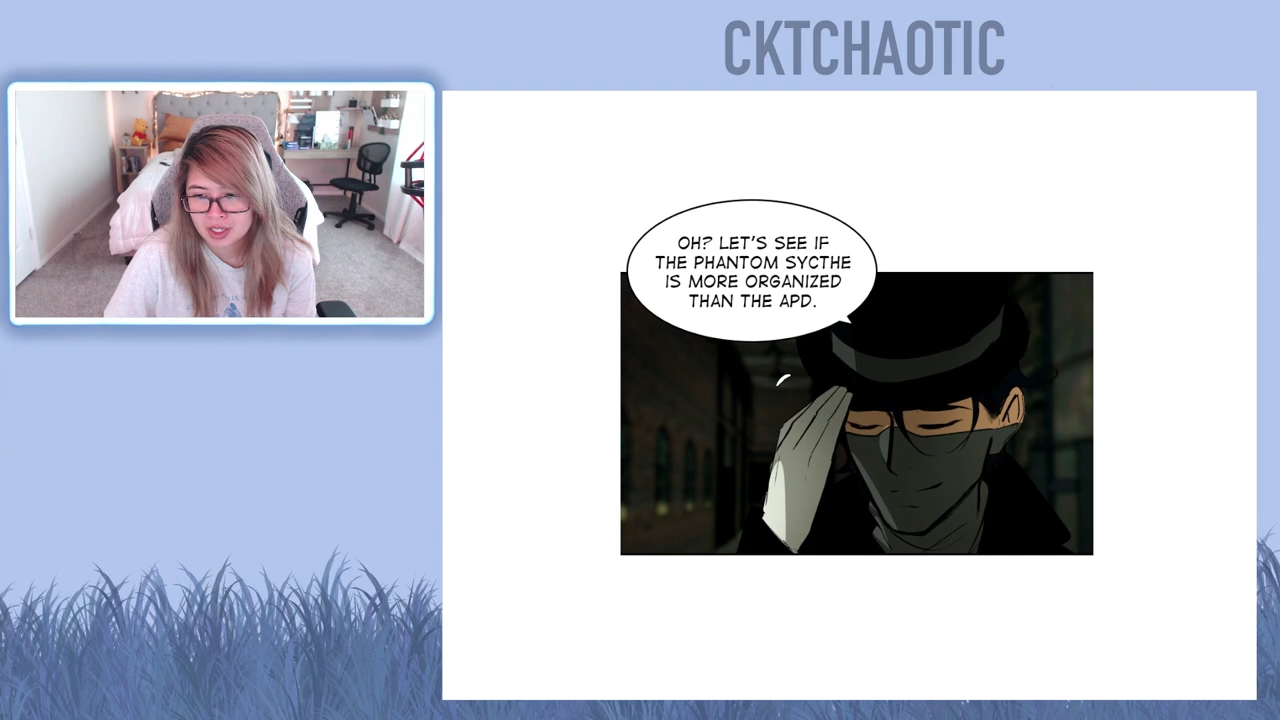 CKTCHAOTIC
OH? LET'S SEE IF
THE PHANTOM SYCTHE
IS MORE ORGANIZED
THAN THE APD.